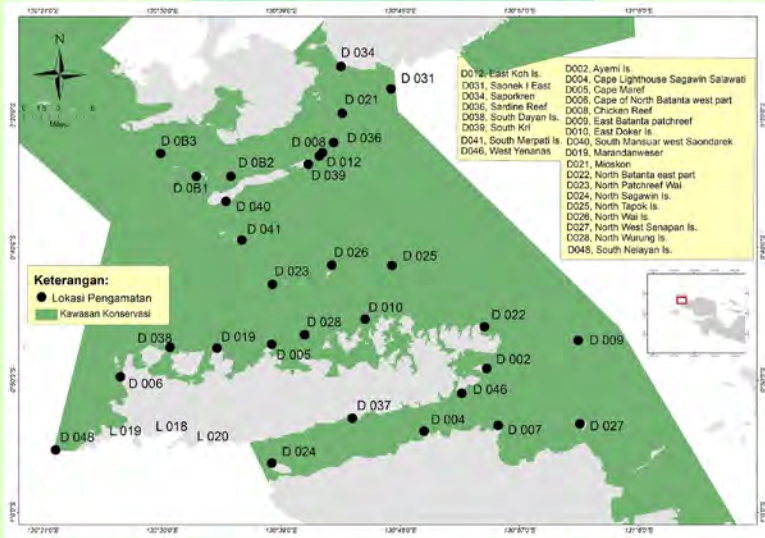 N
Miles
D 034
D 031
D 021
D 036
D 008
D 012
D 039
D 0B3
D 0B1
D 0B2
D 040
D 041
D 026
D 025
D 023
D 010
D 022
D 028
D 009
D 038
D 019
D 005
D 002
D 006
D 046
D 037
D 004
D 007
D 027
D 048
L 019
L 018
L 020
D 024
Keterangan:
Lokasi Pengamatan
Kawasan Konservasi
D012, East Koh Is.
D031, Saonek I East
D034, Saporkren
D036, Sardine Reef
D038, South Dayan Is.
D039, South Kri
D041, South Merpati Is.
D046, West Yenanas
D002, Ayemi Is.
D004, Cape Lighthouse Sagawin Salawati
D005, Cape Maref
D006, Cape of North Batanta west part
D008, Chicken Reef
D009, East Batanta patchreef
D010, East Doker Is.
D040, South Mansuar west Saondarek
D019, Marandanweser
D021, Mioskon
D022, North Batanta east part
D023, North Patchreef Wai
D024, North Sagawin Is.
D025, North Tapok Is.
D026, North Wai Is.
D027, North West Senapan Is.
D028, North Wurung Is.
D048, South Nelayan Is.